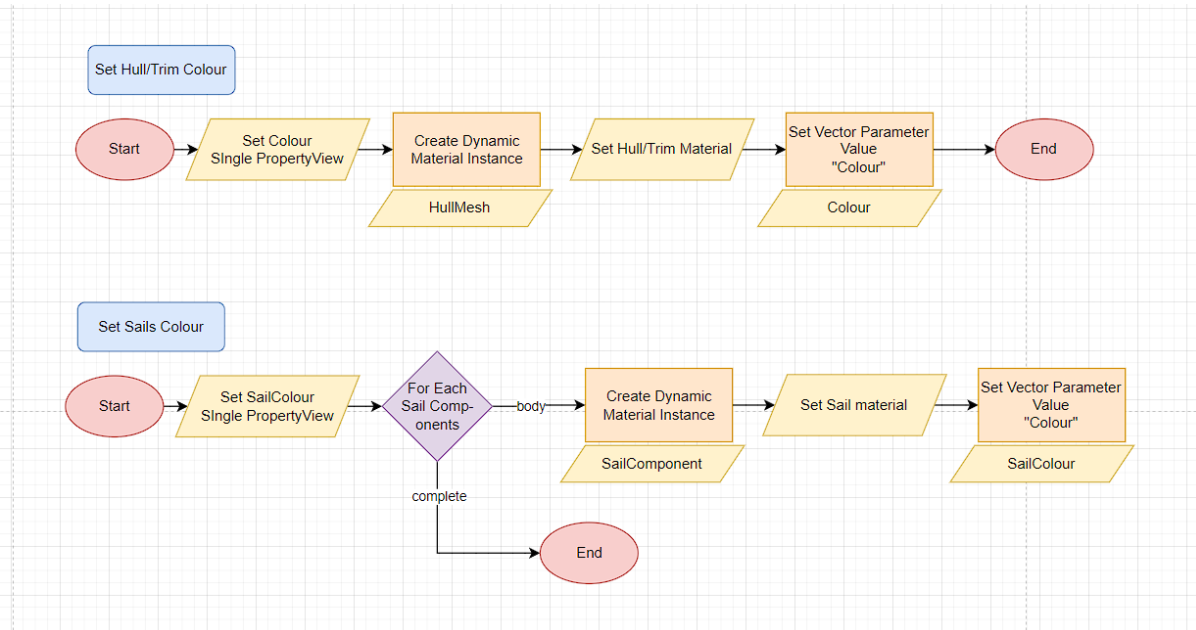 Set Hull/Trim Colour
Start
Set Colour
SIngle PropertyView
Create Dynamic
Material Instance
HullMesh
Set Hull/Trim Material
Set Vector Parameter
Value
"Colour"
Colour
End
Set Sails Colour
Start
Set SailColour
SIngle PropertyView
For Each
Sail Comp-
onents
body
complete
End
Create Dynamic
Material Instance
SailComponent
Set Sail material
Set Vector Parameter
Value
"Colour"
SailColour